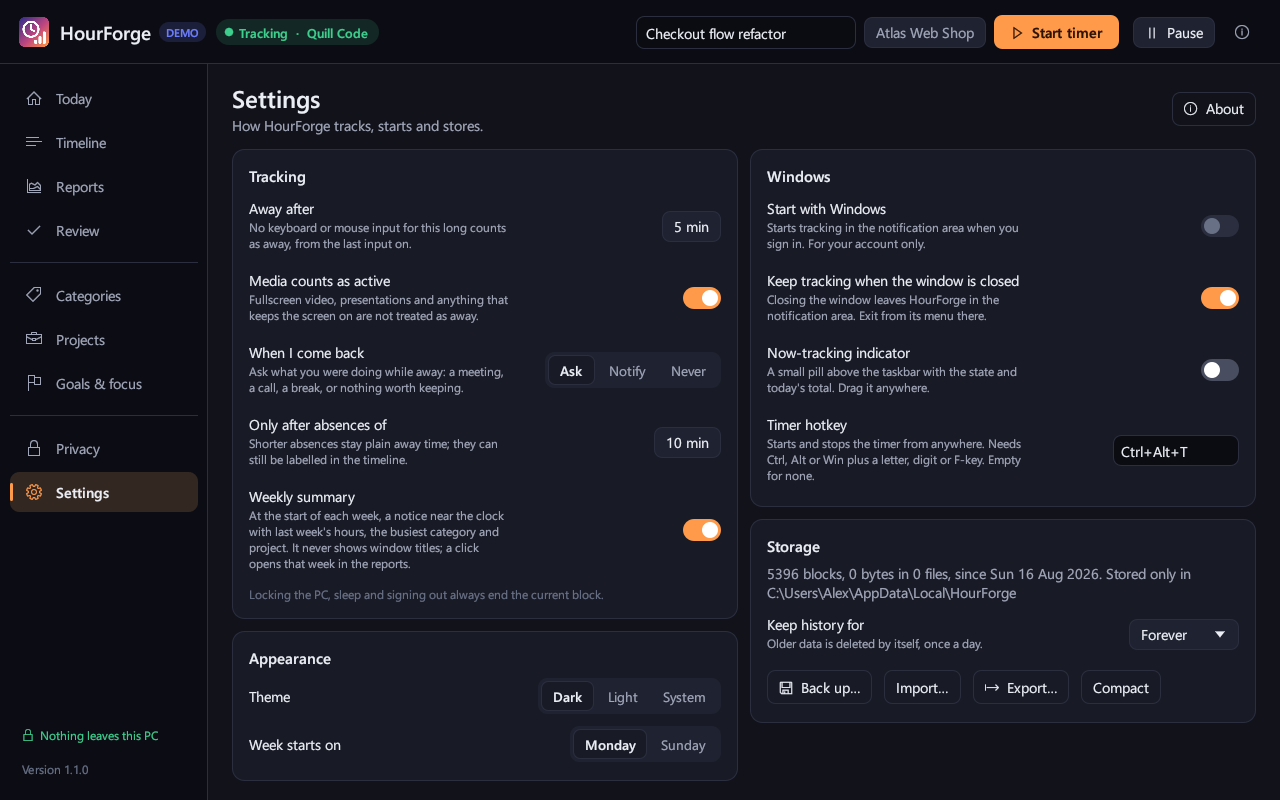 HourForge DEMO Tracking · Quill Code
Checkout flow refactor
Atlas Web Shop
Start timer
Pause
Today
Timeline
Reports
Review
Categories
Projects
Goals & focus
Privacy
Settings
Nothing leaves this PC
Version 1.1.0
Settings
How HourForge tracks, starts and stores.
About
Tracking
Away after
No keyboard or mouse input for this long counts
as away, from the last input on.
5 min
Media counts as active
Fullscreen video, presentations and anything that
keeps the screen on are not treated as away.
When I come back
Ask what you were doing while away: a meeting,
a call, a break, or nothing worth keeping.
Ask Notify Never
Only after absences of
Shorter absences stay plain away time; they can
still be labelled in the timeline.
10 min
Weekly summary
At the start of each week, a notice near the clock
with last week's hours, the busiest category and
project. It never shows window titles; a click
opens that week in the reports.
Locking the PC, sleep and signing out always end the current block.
Appearance
Theme
Dark Light System
Week starts on
Monday Sunday
Windows
Start with Windows
Starts tracking in the notification area when you
sign in. For your account only.
Keep tracking when the window is closed
Closing the window leaves HourForge in the
notification area. Exit from its menu there.
Now-tracking indicator
A small pill above the taskbar with the state and
today's total. Drag it anywhere.
Timer hotkey
Starts and stops the timer from anywhere. Needs
Ctrl, Alt or Win plus a letter, digit or F-key. Empty
for none.
Ctrl+Alt+T
Storage
5396 blocks, 0 bytes in 0 files, since Sun 16 Aug 2026. Stored only in
C:\Users\Alex\AppData\Local\HourForge
Keep history for
Older data is deleted by itself, once a day.
Forever
Back up...
Import...
Export...
Compact